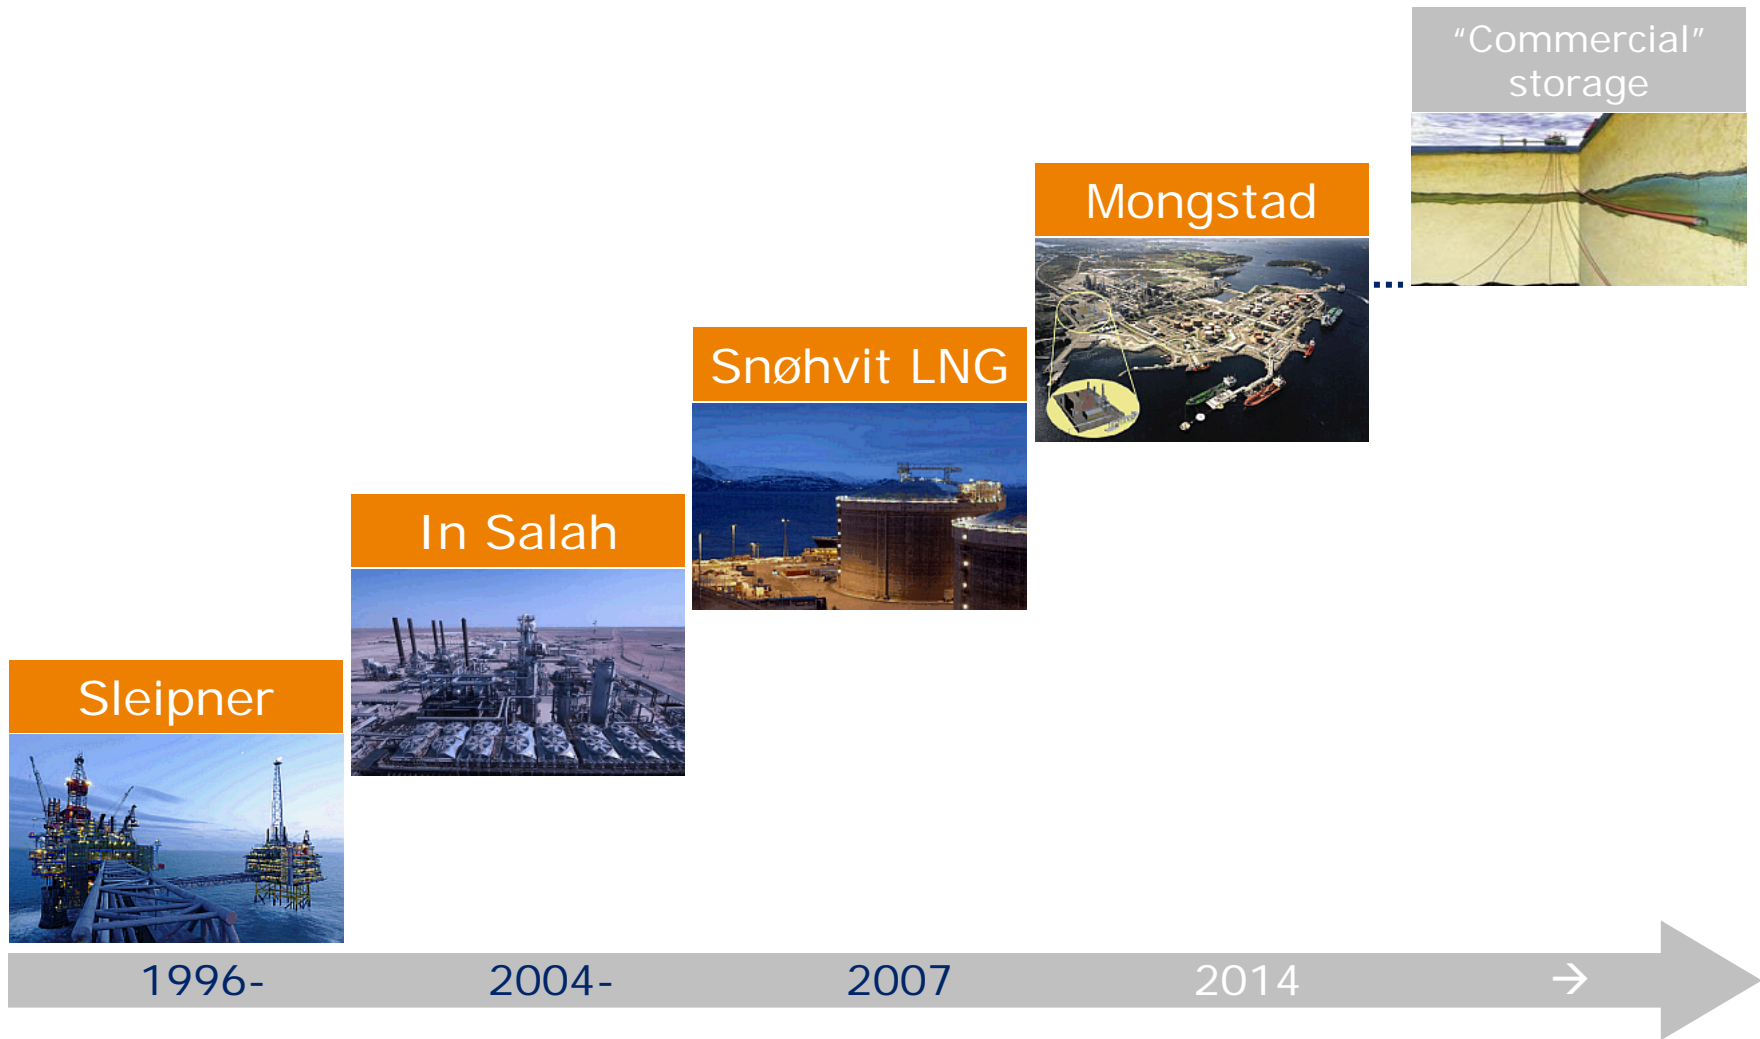 “Commercial”
storage
Mongstad
...
Snøhvit LNG
In Salah
Sleipner
1996-
2004-
2007
2014
→